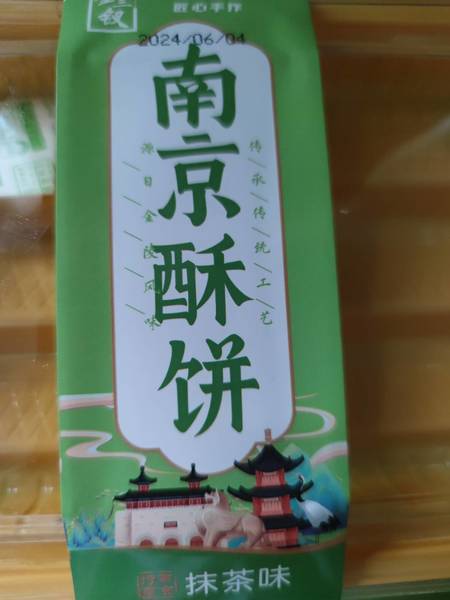 匠心手作
2024/06/04
南京酥饼
传承传统工艺
源自金陵风味
抹茶味